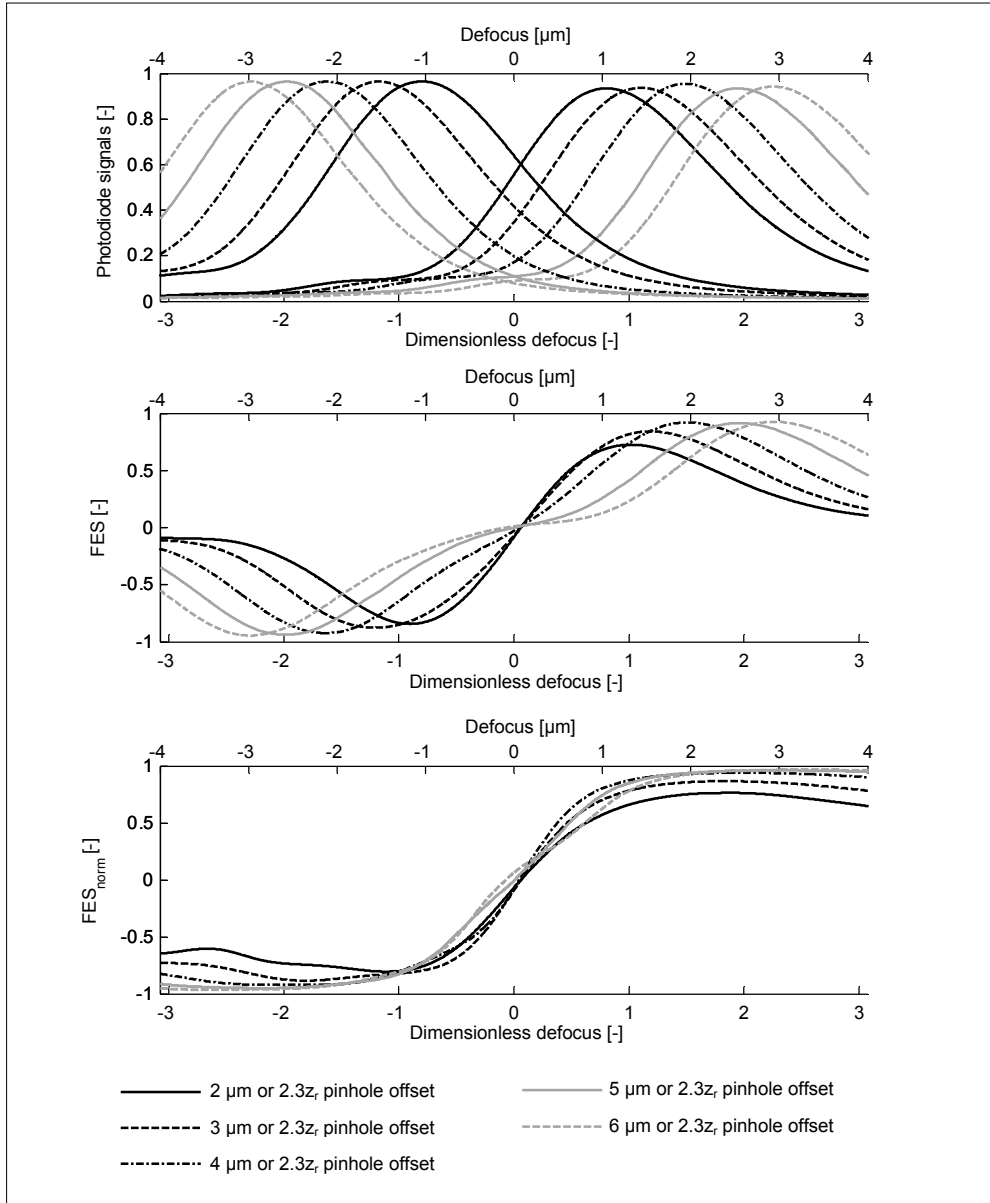 Defocus [µm]
-4 -3 -2 -1 0 1 2 3 4
1
0.8
0.6
0.4
0.2
0
Photodiode signals [-]
-3 -2 -1 0 1 2 3
Dimensionless defocus [-]
Defocus [µm]
-4 -3 -2 -1 0 1 2 3 4
1
0.5
0
-0.5
-1
FES [-]
-3 -2 -1 0 1 2 3
Dimensionless defocus [-]
Defocus [µm]
-4 -3 -2 -1 0 1 2 3 4
1
0.5
0
-0.5
-1
FESnorm [-]
-3 -2 -1 0 1 2 3
Dimensionless defocus [-]
2 µm or 2.3zr pinhole offset
3 µm or 2.3zr pinhole offset
4 µm or 2.3zr pinhole offset
5 µm or 2.3zr pinhole offset
6 µm or 2.3zr pinhole offset